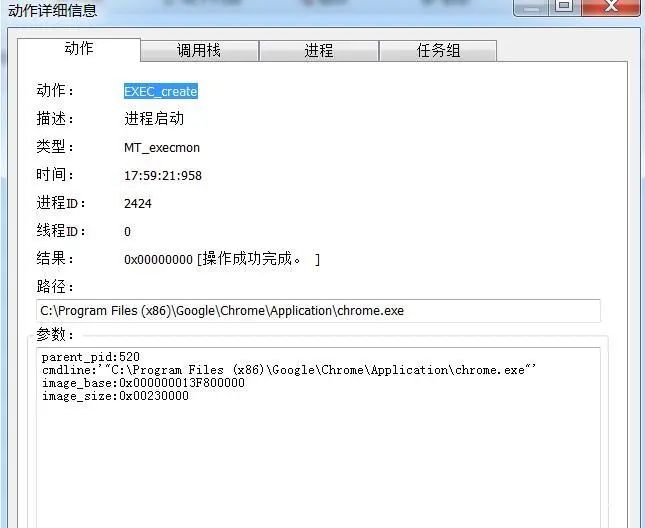 动作详细信息
动作 调用栈 进程 任务组
动作： EXEC_create
描述： 进程启动
类型： MT_execmon
时间： 17:59:21:958
进程ID： 2424
线程ID： 0
结果： 0x00000000 [操作成功完成。 ]
路径：
C:\Program Files (x86)\Google\Chrome\Application\chrome.exe
参数：
parent_pid:520
cmdline:'"C:\Program Files (x86)\Google\Chrome\Application\chrome.exe"'
image_base:0x000000013F800000
image_size:0x00230000